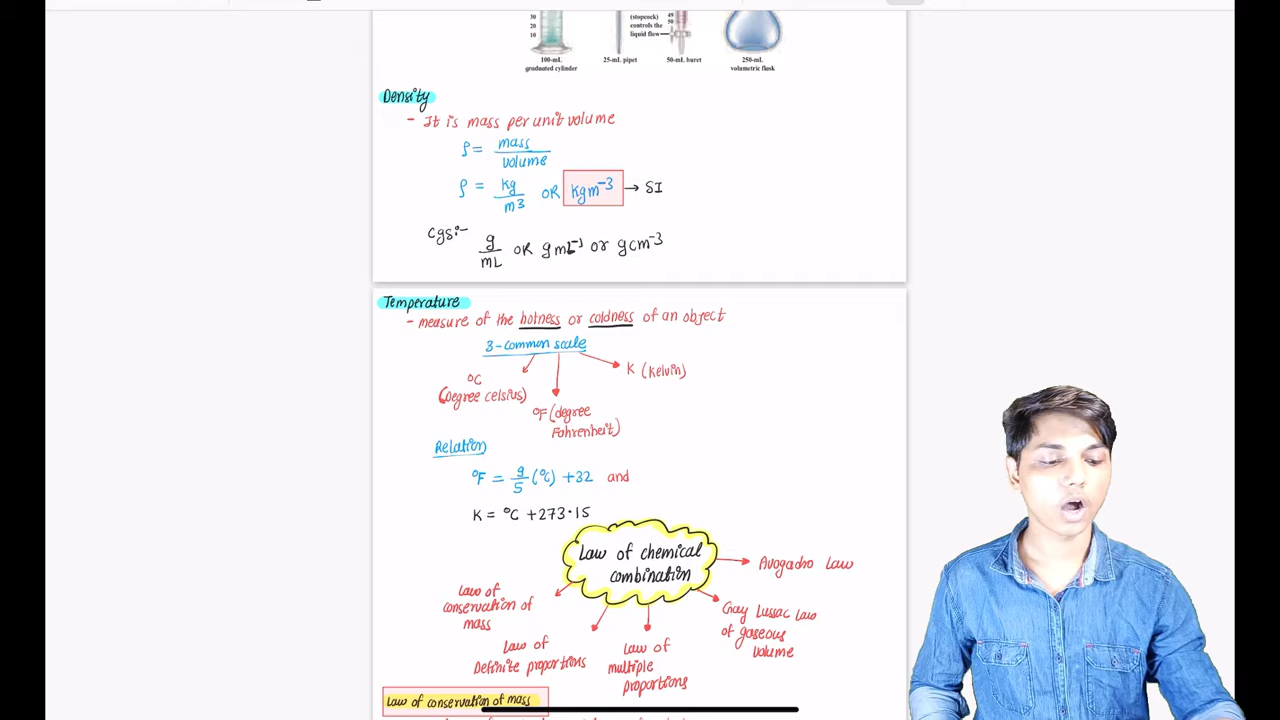 30
20
10
(stopcock)
controls the
liquid flow
49
50
100-mL
graduated cylinder
25-mL pipet
50-mL buret
250-mL
volumetric flask
Density
- It is mass per unit volume
ρ = mass/volume
ρ = kg/m3 OR kgm⁻³ → SI
Cgs:- g/mL OR gmL⁻¹ or gcm⁻³
Temperature
- measure of the hotness or coldness of an object
3-common scale
°C
(Degree celsius)
°F (degree
Fahrenheit)
K (Kelvin)
Relation
°F = 9/5 (°C) + 32 and
K = °C + 273.15
Law of chemical
combination
Avogadro Law
Gay Lussac Law
of gaseous
volume
Law of
multiple
proportions
Law of
Definite proportions
Law of
conservation of
mass
Law of conservation of mass